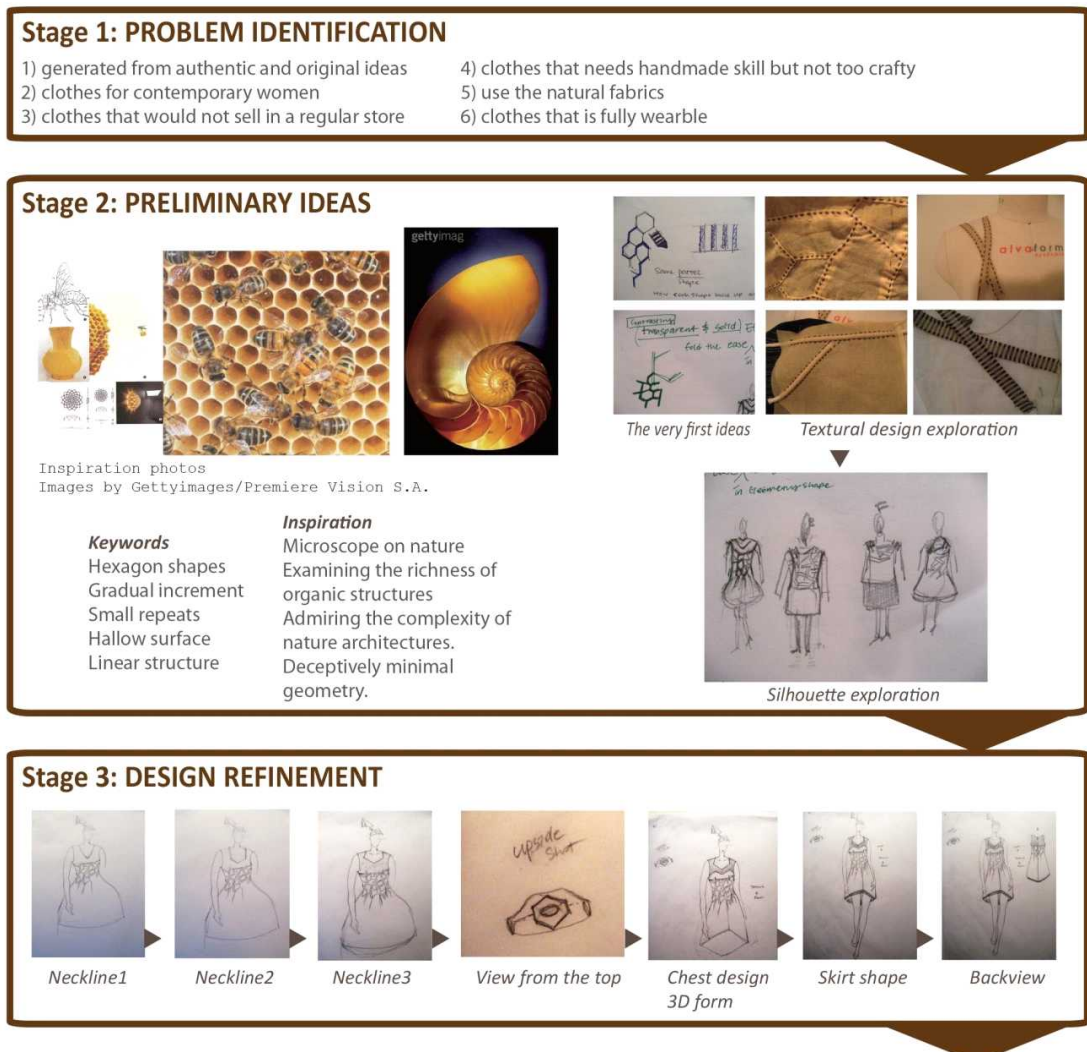 Stage 1: PROBLEM IDENTIFICATION
1) generated from authentic and original ideas
2) clothes for contemporary women
3) clothes that would not sell in a regular store
4) clothes that needs handmade skill but not too crafty
5) use the natural fabrics
6) clothes that is fully wearble
Stage 2: PRELIMINARY IDEAS
gettyimag
Inspiration photos
Images by Gettyimages/Premiere Vision S.A.
Keywords
Hexagon shapes
Gradual increment
Small repeats
Hallow surface
Linear structure
Inspiration
Microscope on nature
Examining the richness of
organic structures
Admiring the complexity of
nature architectures.
Deceptively minimal
geometry.
Same
shape
alvaform
transparent & solid
fold the ease
in
The very first ideas
Textural design exploration
in Geometry shape
Silhouette exploration
Stage 3: DESIGN REFINEMENT
upside
shot
Neckline1
Neckline2
Neckline3
View from the top
Chest design
3D form
Skirt shape
Backview